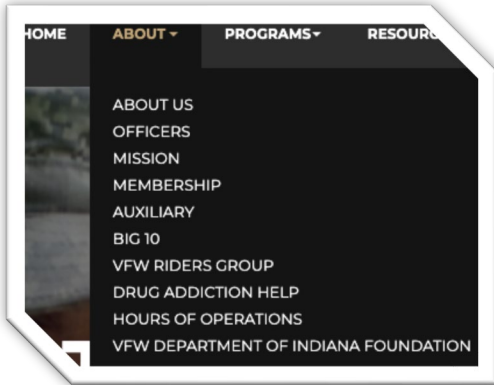 HOME ABOUT PROGRAMS
ABOUT US
OFFICERS
MISSION
MEMBERSHIP
AUXILIARY
BIG 10
VFW RIDERS GROUP
DRUG ADDICTION HELP
HOURS OF OPERATIONS
VFW DEPARTMENT OF INDIANA FOUNDATION